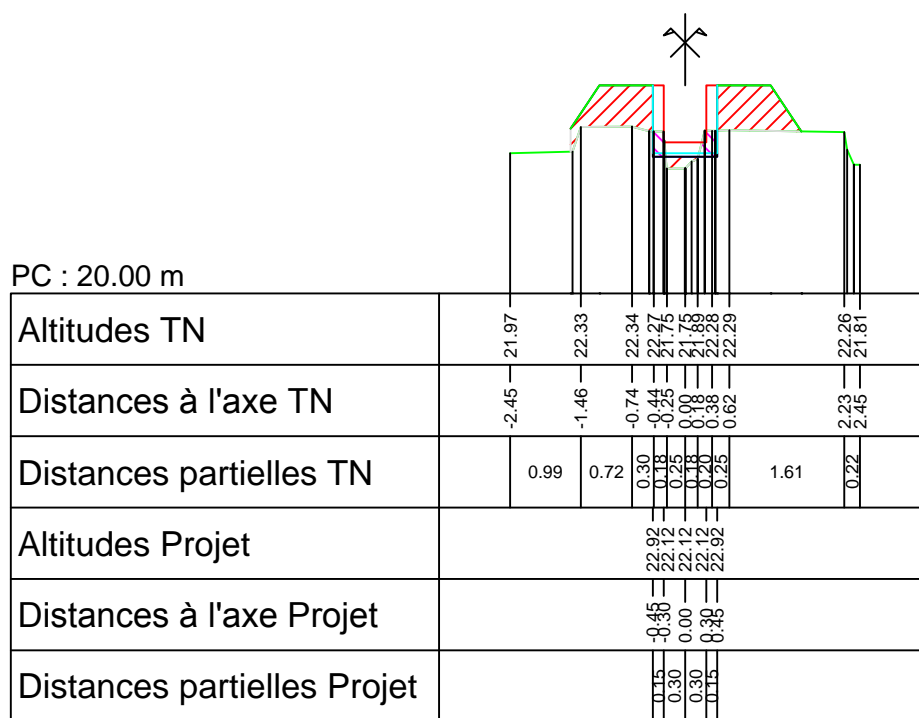 PC : 20.00 m
Altitudes TN 21.97 22.33 22.34 22.27 21.75 21.75 21.89 22.28 22.29 22.26 21.81
Distances à l'axe TN -2.45 -1.46 -0.74 -0.44 -0.25 0.00 0.18 0.38 0.62 2.23 2.45
Distances partielles TN 0.99 0.72 0.30 0.18 0.25 0.18 0.20 0.25 1.61 0.22
Altitudes Projet 22.92 22.12 22.12 22.12 22.92
Distances à l'axe Projet -0.45 -0.30 0.00 0.30 0.45
Distances partielles Projet 0.15 0.30 0.30 0.15